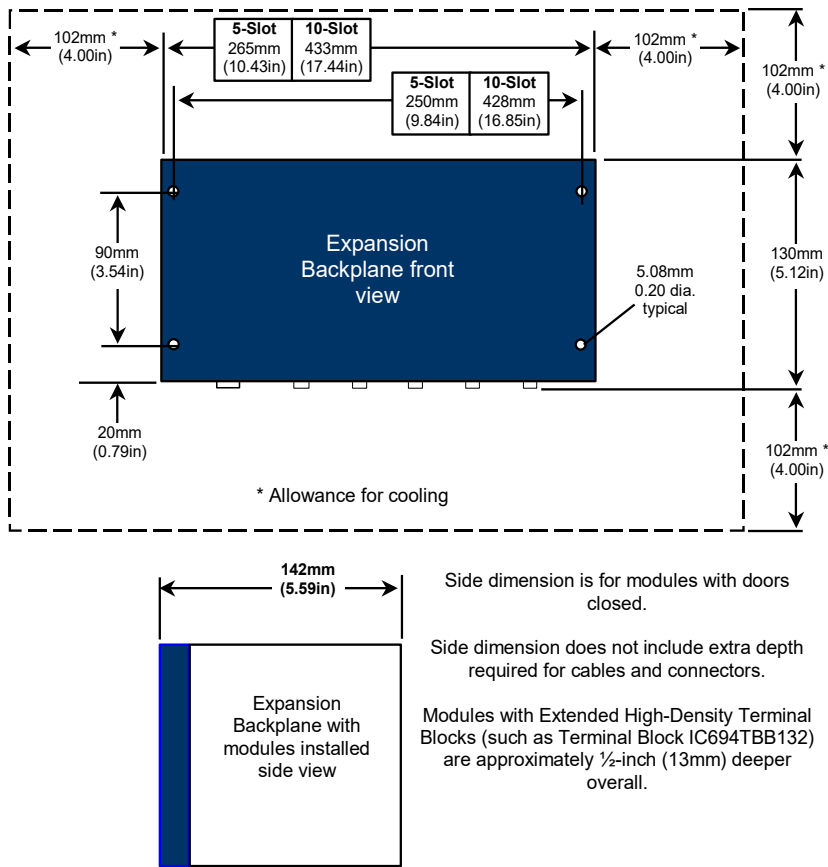 102mm *
(4.00in)
5-Slot 10-Slot
265mm 433mm
(10.43in) (17.44in)
102mm *
(4.00in)
102mm *
(4.00in)
5-Slot 10-Slot
250mm 428mm
(9.84in) (16.85in)
90mm
(3.54in)
Expansion
Backplane front
view
5.08mm
0.20 dia.
typical
130mm
(5.12in)
20mm
(0.79in)
102mm *
(4.00in)
* Allowance for cooling
142mm
(5.59in)
Expansion
Backplane with
modules installed
side view
Side dimension is for modules with doors
closed.
Side dimension does not include extra depth
required for cables and connectors.
Modules with Extended High-Density Terminal
Blocks (such as Terminal Block IC694TBB132)
are approximately ½-inch (13mm) deeper
overall.